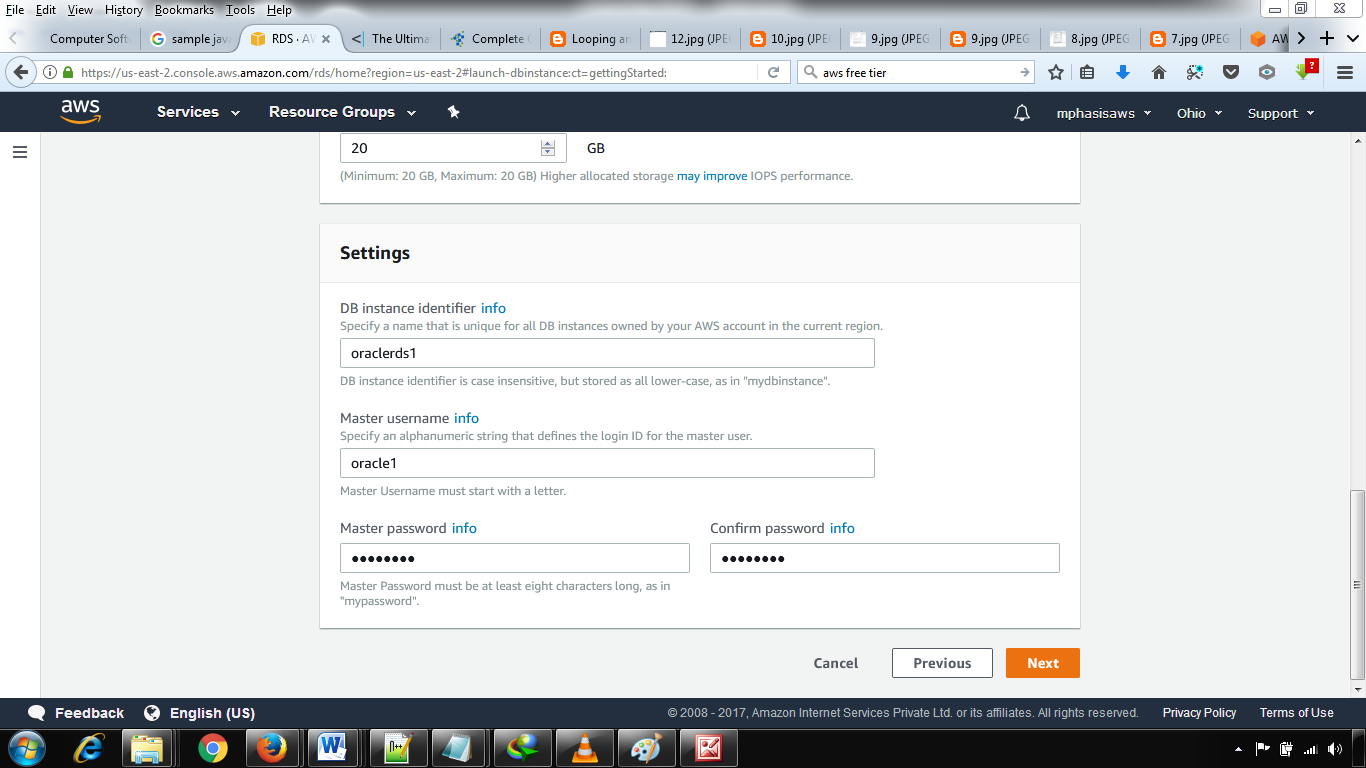 File Edit View History Bookmarks Tools Help
Computer Soft
sample jav
RDS · AW
The Ultima
Complete
Looping an
12.jpg (JPEG
10.jpg (JPEG
9.jpg (JPEG
9.jpg (JPEG
8.jpg (JPEG
7.jpg (JPEG
AW
https://us-east-2.console.aws.amazon.com/rds/home?region=us-east-2#launch-dbinstance:ct=gettingStarted:
aws free tier
aws
Services
Resource Groups
mphasisaws
Ohio
Support
20 GB
(Minimum: 20 GB, Maximum: 20 GB) Higher allocated storage may improve IOPS performance.
Settings
DB instance identifier info
Specify a name that is unique for all DB instances owned by your AWS account in the current region.
oraclerds1
DB instance identifier is case insensitive, but stored as all lower-case, as in "mydbinstance".
Master username info
Specify an alphanumeric string that defines the login ID for the master user.
oracle1
Master Username must start with a letter.
Master password info
Confirm password info
••••••••
••••••••
Master Password must be at least eight characters long, as in
"mypassword".
Cancel
Previous
Next
Feedback
English (US)
© 2008 - 2017, Amazon Internet Services Private Ltd. or its affiliates. All rights reserved.
Privacy Policy
Terms of Use